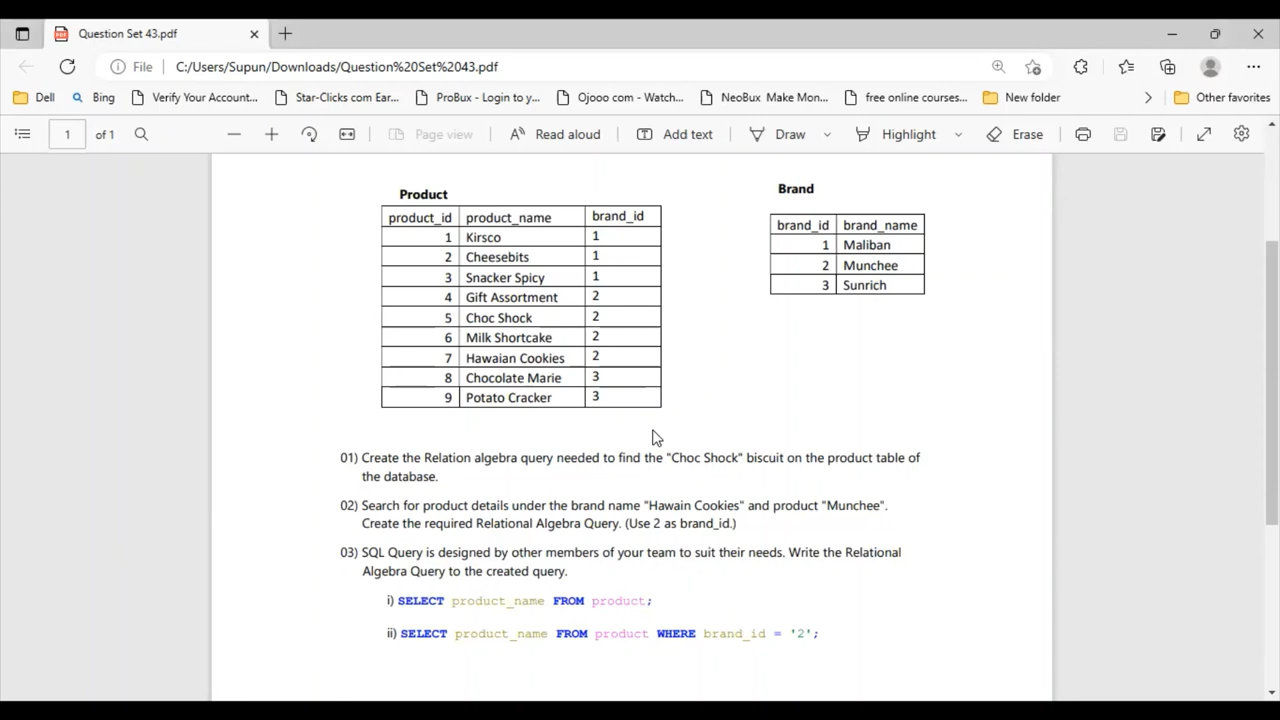 Question Set 43.pdf
File C:/Users/Supun/Downloads/Question%20Set%2043.pdf
Dell Bing Verify Your Account... Star-Clicks com Ear... ProBux - Login to y... Ojooo com - Watch... NeoBux Make Mon... free online courses... New folder Other favorites
1 of 1 Page view Read aloud Add text Draw Highlight Erase
Product
product_id product_name brand_id
1 Kirsco 1
2 Cheesebits 1
3 Snacker Spicy 1
4 Gift Assortment 2
5 Choc Shock 2
6 Milk Shortcake 2
7 Hawaian Cookies 2
8 Chocolate Marie 3
9 Potato Cracker 3
Brand
brand_id brand_name
1 Maliban
2 Munchee
3 Sunrich
01) Create the Relation algebra query needed to find the "Choc Shock" biscuit on the product table of
the database.
02) Search for product details under the brand name "Hawain Cookies" and product "Munchee".
Create the required Relational Algebra Query. (Use 2 as brand_id.)
03) SQL Query is designed by other members of your team to suit their needs. Write the Relational
Algebra Query to the created query.
i) SELECT product_name FROM product;
ii) SELECT product_name FROM product WHERE brand_id = '2';